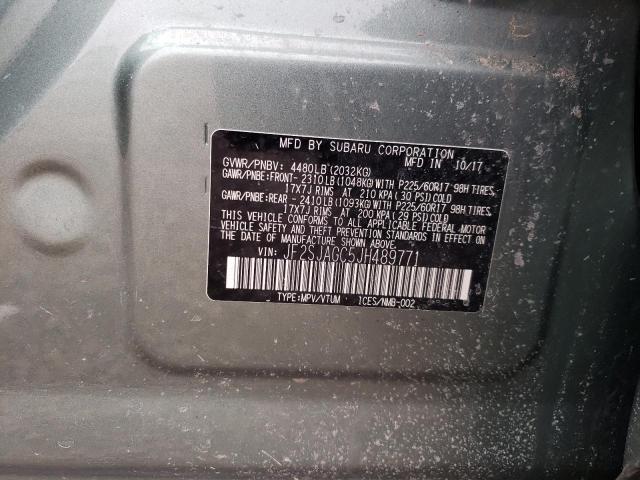 MFD BY SUBARU CORPORATION
MFD IN 10/17
GVWR/PNBV: 4480LB(2032KG)
GAWR/PNBE:FRONT-2310LB(1048KG)WITH P225/60R17 98H TIRES,
17X7J RIMS AT 210 KPA(30 PSI)COLD
GAWR/PNBE:REAR -2410LB(1093KG)WITH P225/60R17 98H TIRES,
17X7J RIMS AT 200 KPA(29 PSI)COLD
THIS VEHICLE CONFORMS TO ALL APPLICABLE FEDERAL MOTOR
VEHICLE SAFETY, BUMPER, AND THEFT PREVENTION STANDARDS IN
EFFECT ON THE DATE OF MANUFACTURE SHOWN ABOVE.
VIN: JF2SJAGC5JH489771
TYPE:MPV/VTUM ICES/NMB-002